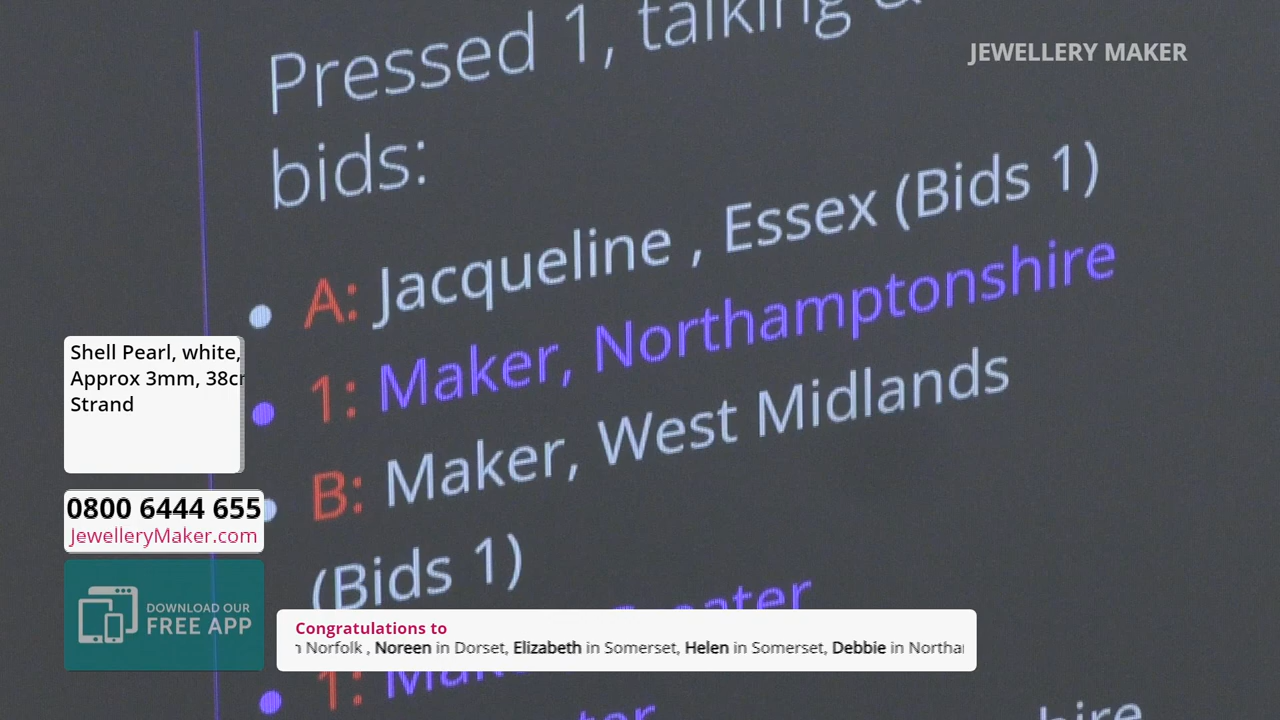 Pressed 1, talking &
bids:
JEWELLERY MAKER
A: Jacqueline , Essex (Bids 1)
1: Maker, Northamptonshire
B: Maker, West Midlands
(Bids 1)
Shell Pearl, white,
Approx 3mm, 38c
Strand
0800 6444 655
JewelleryMaker.com
DOWNLOAD OUR
FREE APP
Congratulations to
Norfolk , Noreen in Dorset, Elizabeth in Somerset, Helen in Somerset, Debbie in Northa
1: